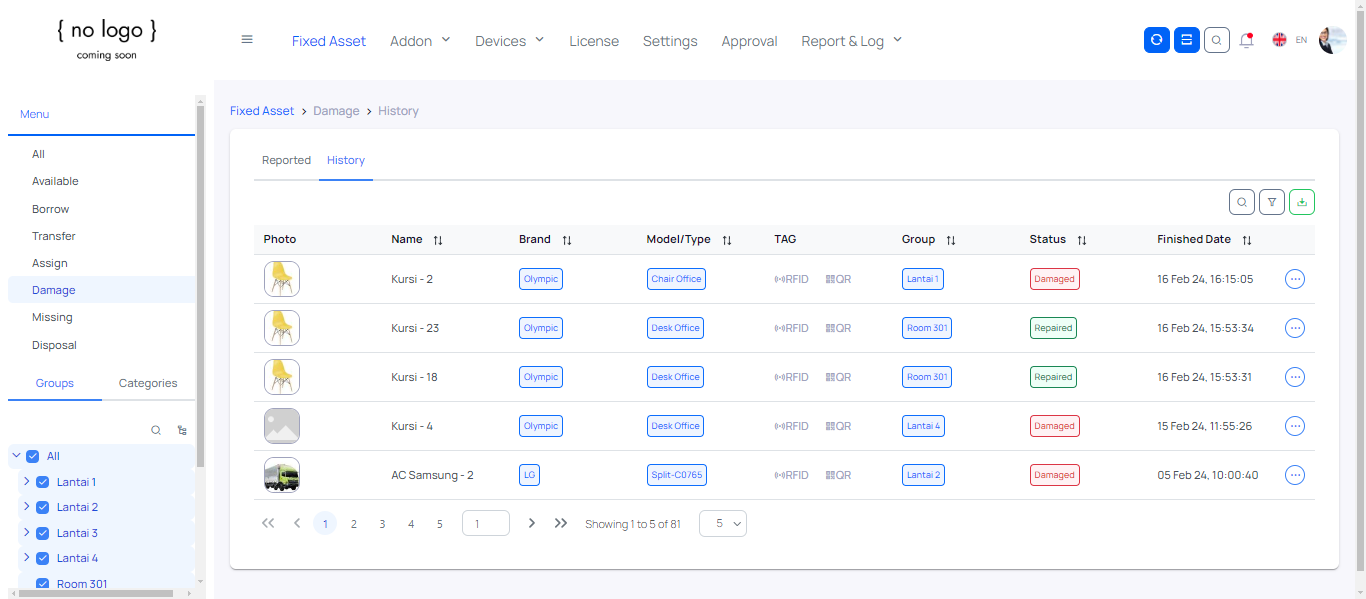 { no logo }
coming soon
Fixed Asset Addon Devices License Settings Approval Report & Log EN
Menu
All
Available
Borrow
Transfer
Assign
Damage
Missing
Disposal
Groups Categories
All
Lantai 1
Lantai 2
Lantai 3
Lantai 4
Room 301
Fixed Asset > Damage > History
Reported History
Photo Name Brand Model/Type TAG Group Status Finished Date
Kursi - 2 Olympic Chair Office RFID QR Lantai 1 Damaged 16 Feb 24, 16:15:05
Kursi - 23 Olympic Desk Office RFID QR Room 301 Repaired 16 Feb 24, 15:53:34
Kursi - 18 Olympic Desk Office RFID QR Room 301 Repaired 16 Feb 24, 15:53:31
Kursi - 4 Olympic Desk Office RFID QR Lantai 4 Damaged 15 Feb 24, 11:55:26
AC Samsung - 2 LG Split-C0765 RFID QR Lantai 2 Damaged 05 Feb 24, 10:00:40
1 2 3 4 5 1 Showing 1 to 5 of 81 5